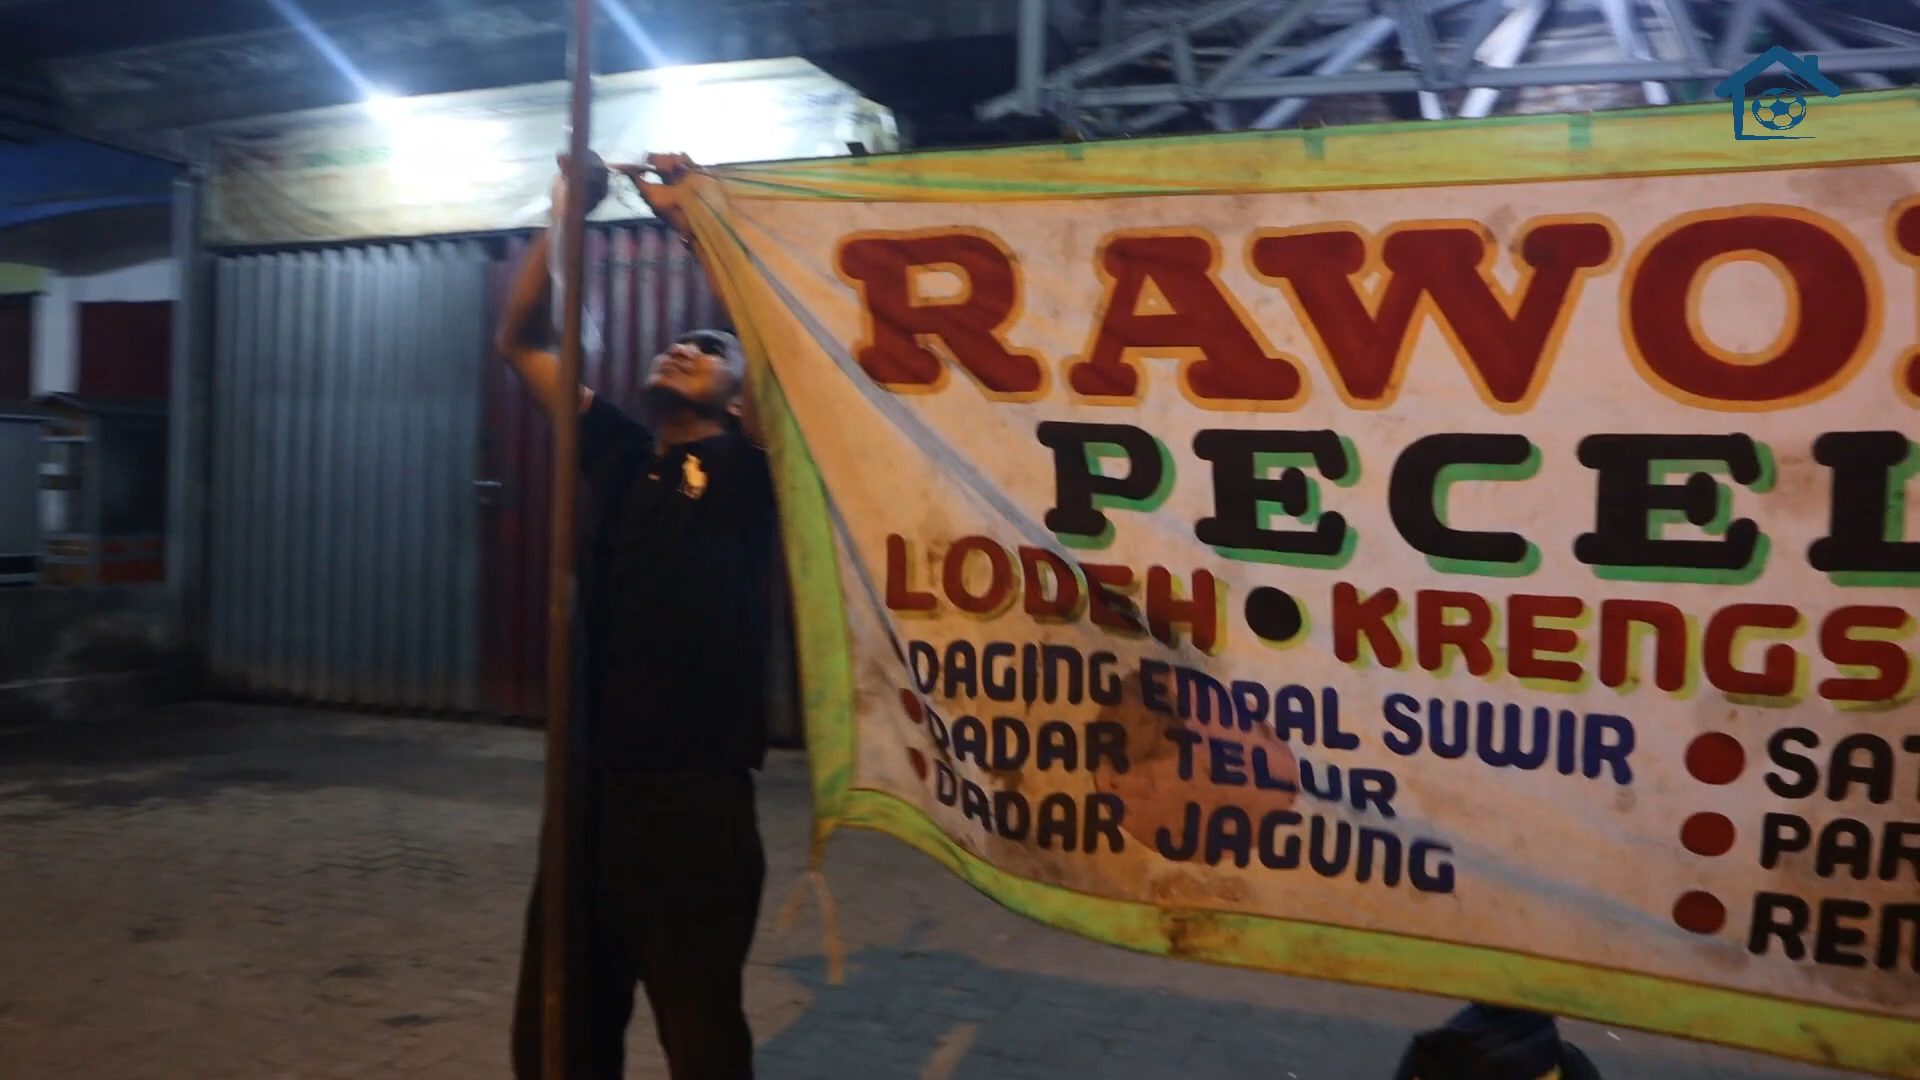 RAWO
PECEL
LODEH • KRENGS
DAGING EMPAL SUWIR
• DADAR TELUR
• DADAR JAGUNG
• SAT
• PAR
• REM